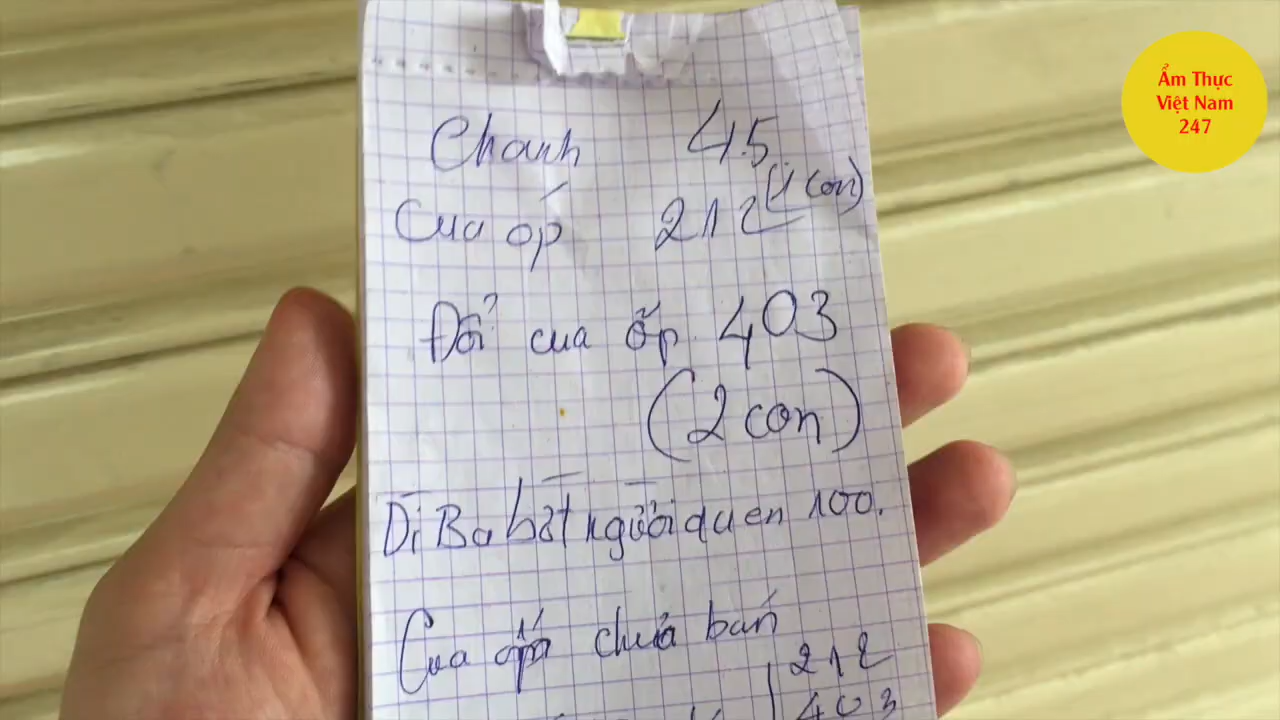 Chanh 45
Cua ốp 212 (1 con)
Đổi cua ốp 403
(2 con)
Dì Ba bớt người quen 100.
Cua ốp chưa bán
212
403
Ẩm Thực
Việt Nam
247